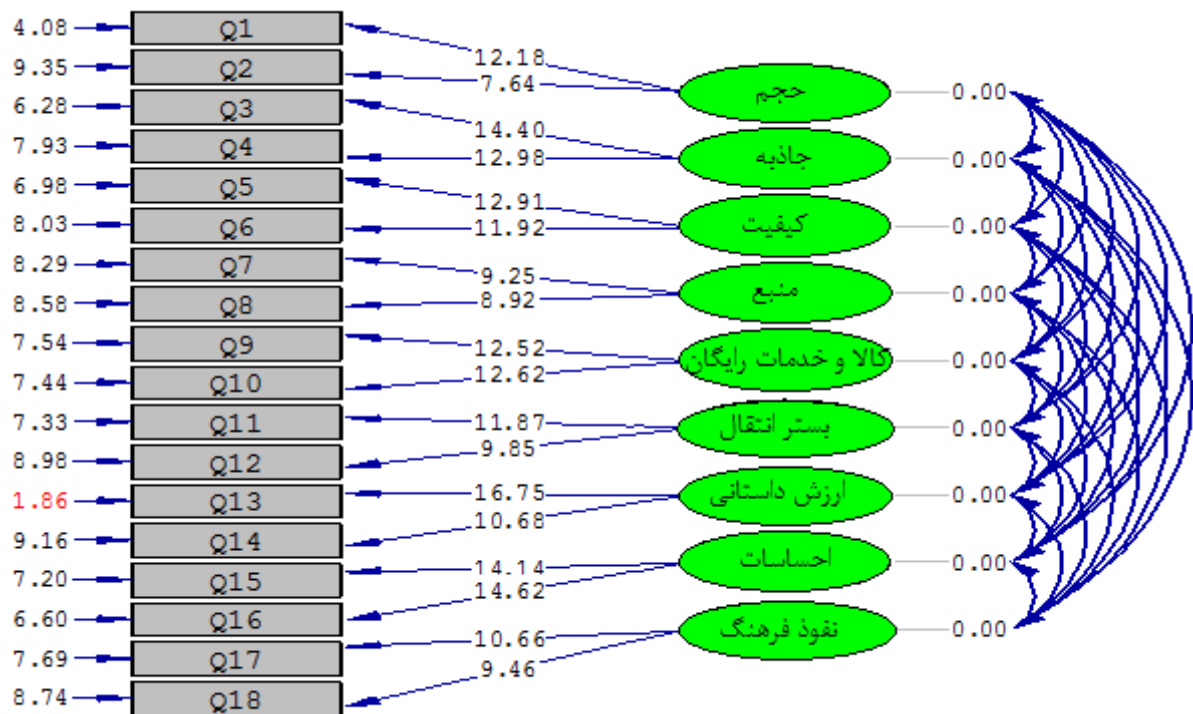 4.08 Q1
9.35 Q2
6.28 Q3
7.93 Q4
6.98 Q5
8.03 Q6
8.29 Q7
8.58 Q8
7.54 Q9
7.44 Q10
7.33 Q11
8.98 Q12
1.86 Q13
9.16 Q14
7.20 Q15
6.60 Q16
7.69 Q17
8.74 Q18
12.18
7.64
14.40
12.98
12.91
11.92
9.25
8.92
12.52
12.62
11.87
9.85
16.75
10.68
14.14
14.62
10.66
9.46
حجم 0.00
جاذبه 0.00
کیفیت 0.00
منبع 0.00
کالا و خدمات رایگان 0.00
بستر انتقال 0.00
ارزش داستانی 0.00
احساسات 0.00
نفوذ فرهنگ 0.00